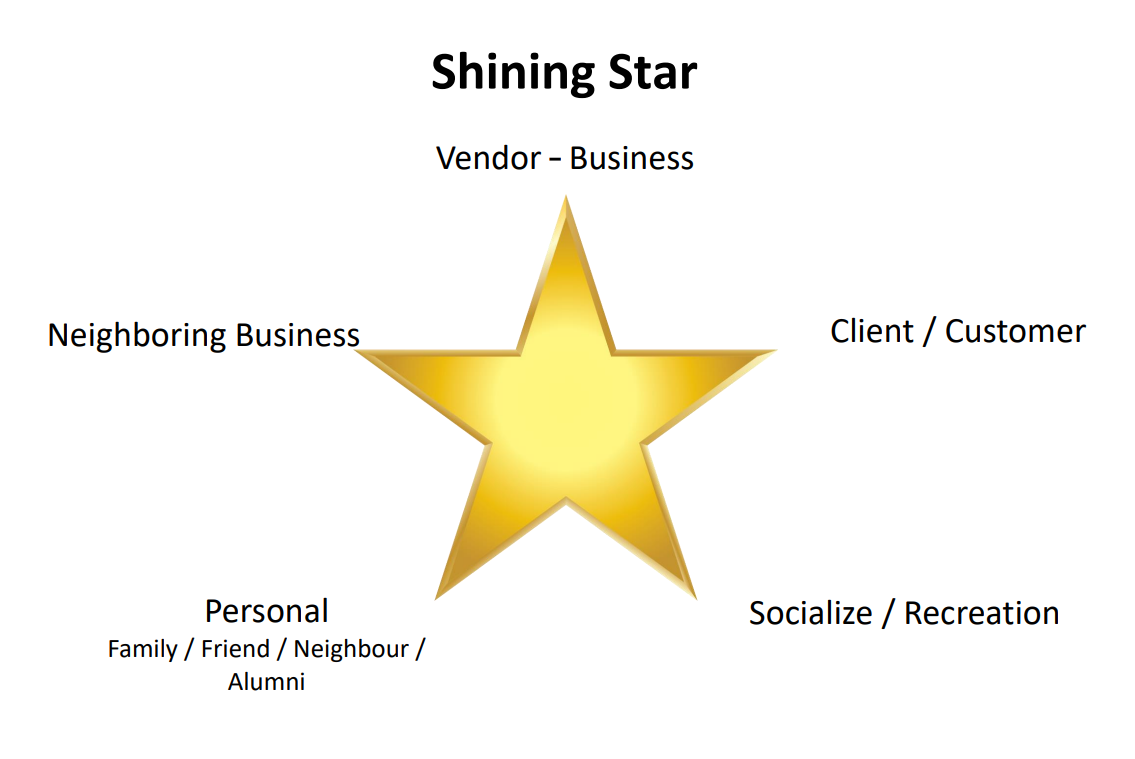 Shining Star
Vendor - Business
Neighboring Business
Client / Customer
Personal
Family / Friend / Neighbour /
Alumni
Socialize / Recreation